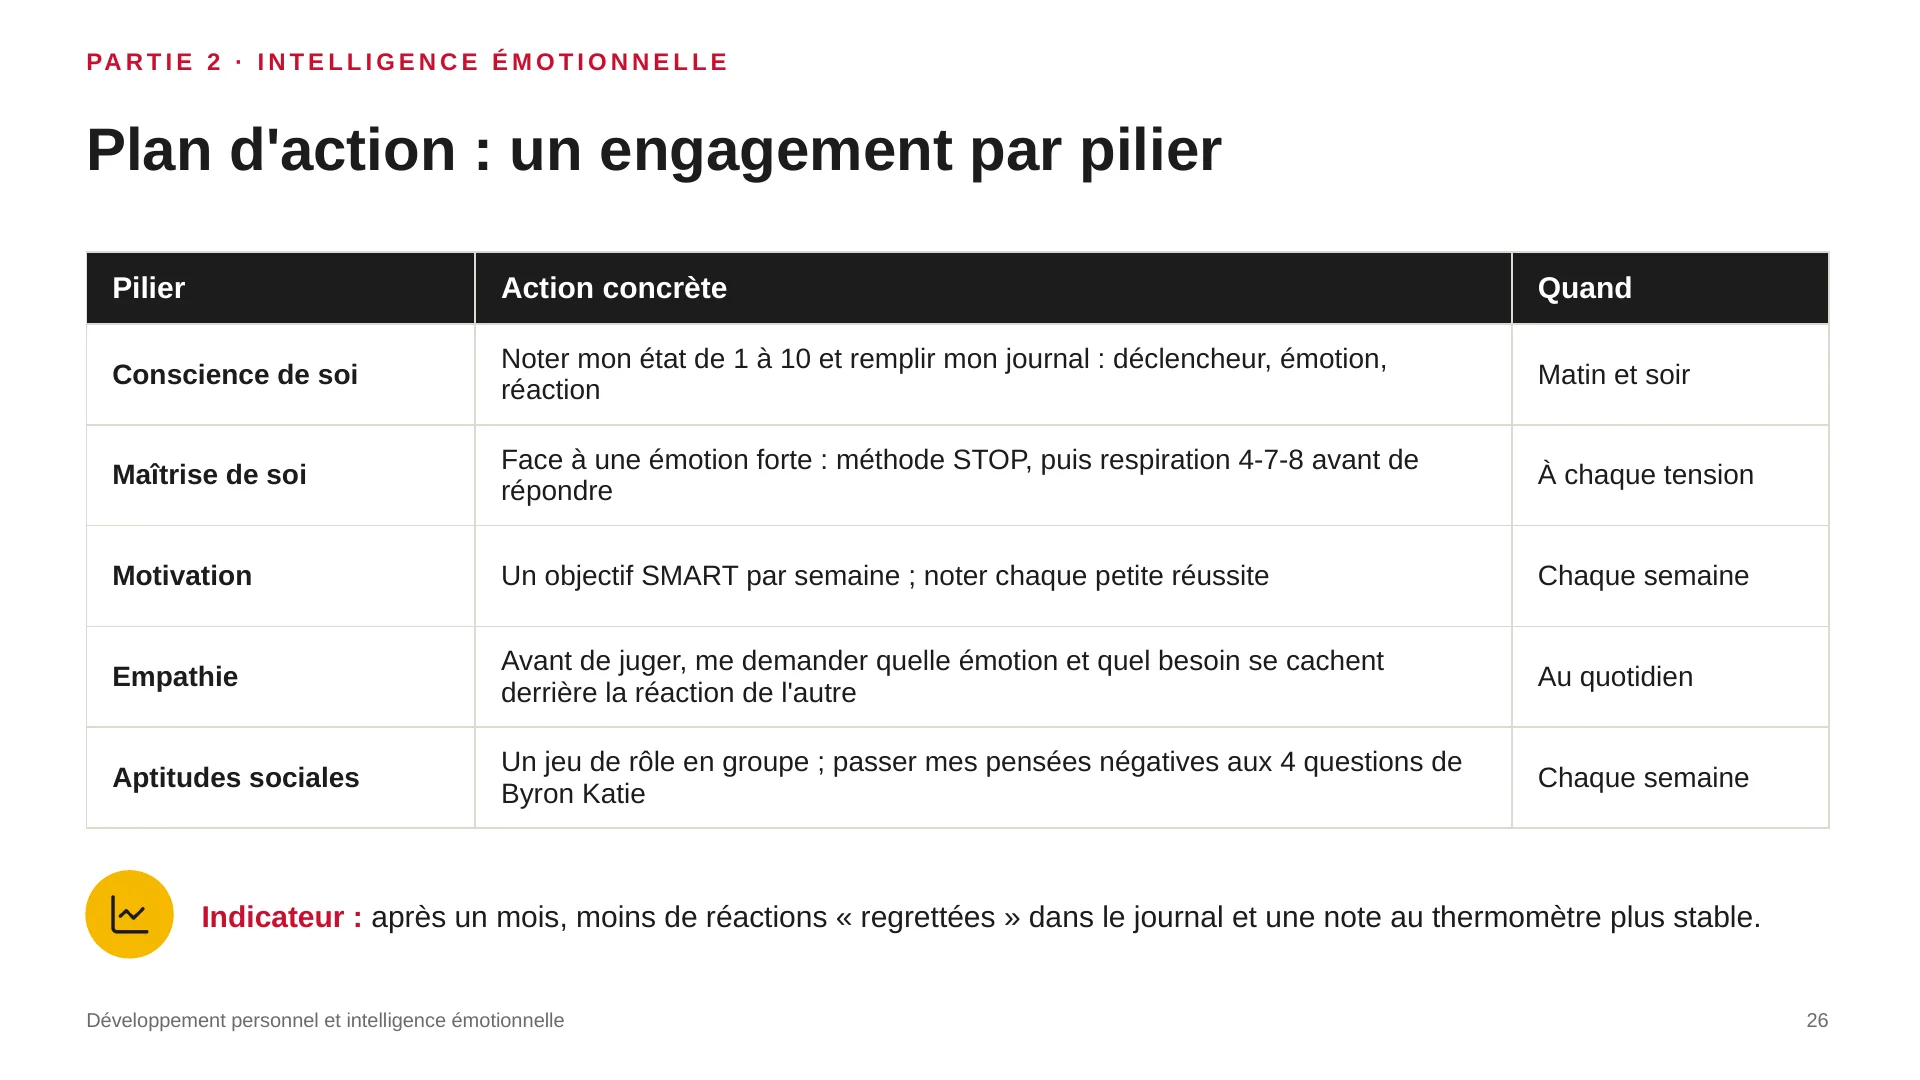 PARTIE 2 · INTELLIGENCE ÉMOTIONNELLE
Plan d'action : un engagement par pilier
Pilier
Action concrète
Quand
Conscience de soi
Noter mon état de 1 à 10 et remplir mon journal : déclencheur, émotion,
réaction
Matin et soir
Maîtrise de soi
Face à une émotion forte : méthode STOP, puis respiration 4-7-8 avant de
répondre
À chaque tension
Motivation
Un objectif SMART par semaine ; noter chaque petite réussite
Chaque semaine
Empathie
Avant de juger, me demander quelle émotion et quel besoin se cachent
derrière la réaction de l'autre
Au quotidien
Aptitudes sociales
Un jeu de rôle en groupe ; passer mes pensées négatives aux 4 questions de
Byron Katie
Chaque semaine
Indicateur : après un mois, moins de réactions « regrettées » dans le journal et une note au thermomètre plus stable.
Développement personnel et intelligence émotionnelle
26